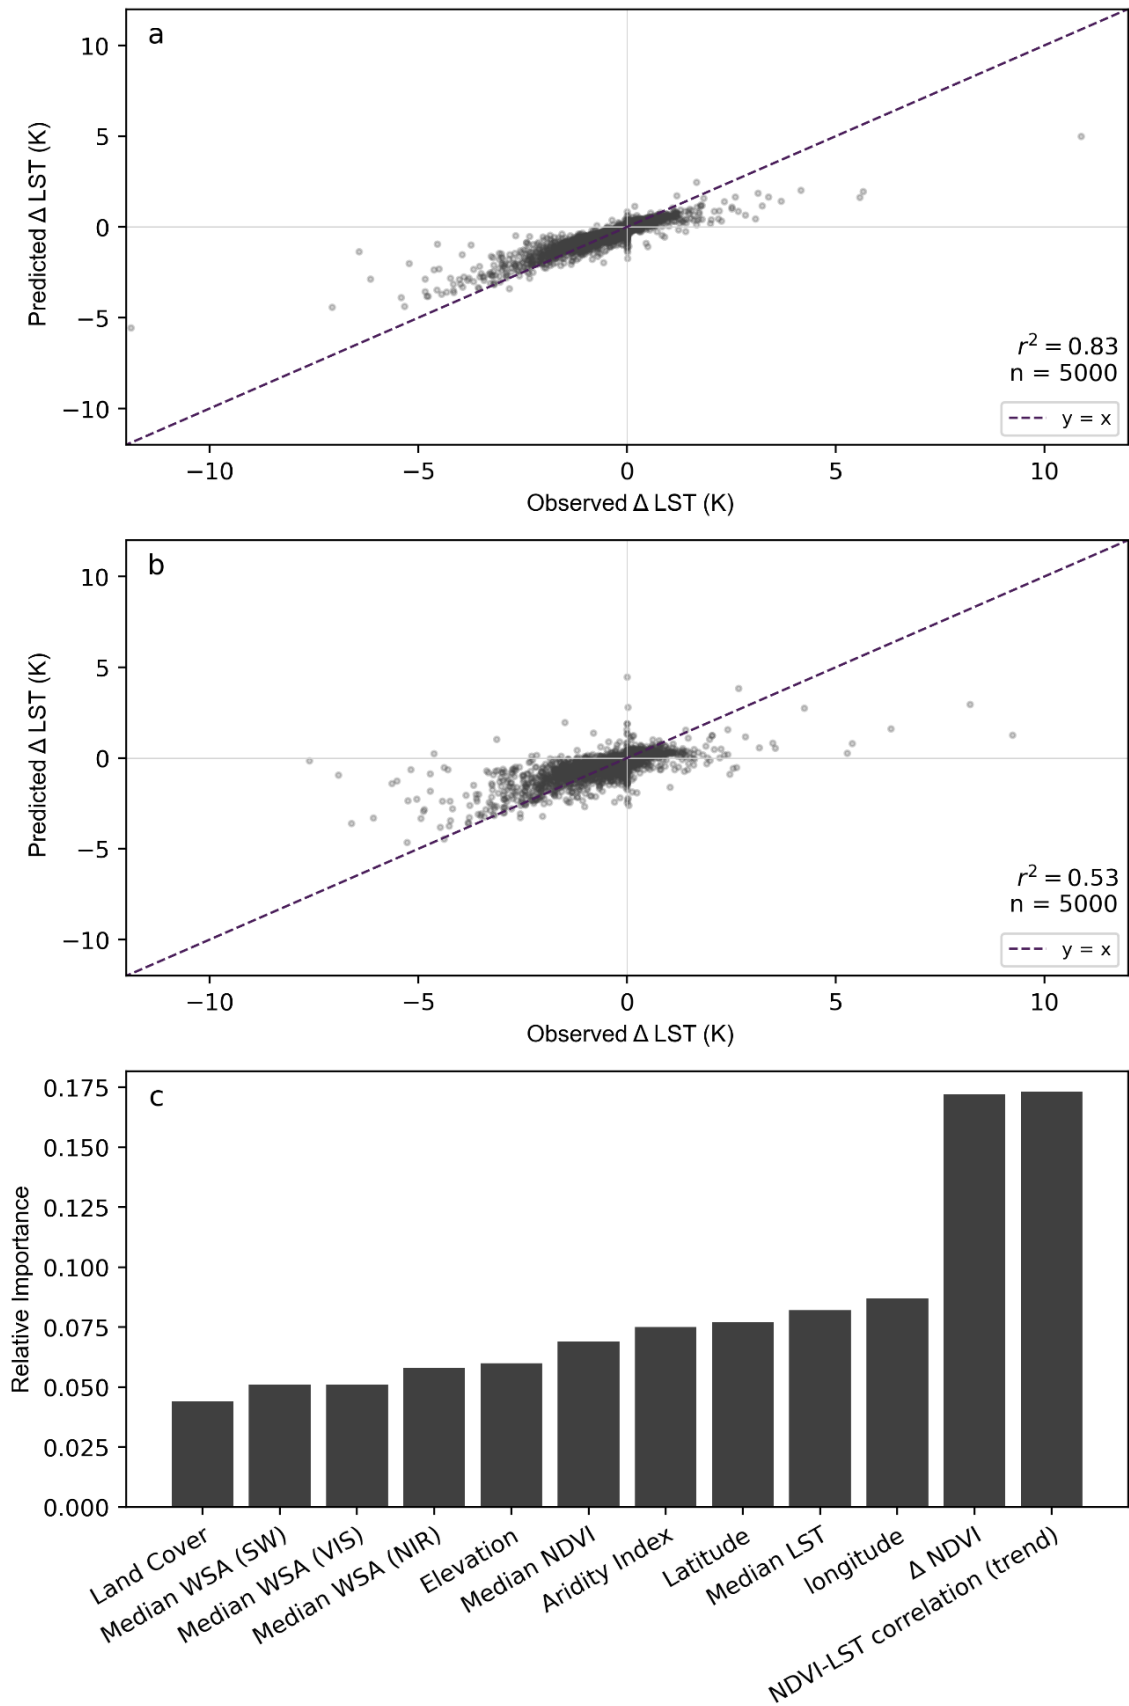 a
10
5
0
−5
−10
Predicted Δ LST (K)
r² = 0.83
n = 5000
y = x
−10 −5 0 5 10
Observed Δ LST (K)
b
10
5
0
−5
−10
Predicted Δ LST (K)
r² = 0.53
n = 5000
y = x
−10 −5 0 5 10
Observed Δ LST (K)
c
0.175
0.150
0.125
0.100
0.075
0.050
0.025
0.000
Relative Importance
Land Cover
Median WSA (SW)
Median WSA (VIS)
Median WSA (NIR)
Elevation
Median NDVI
Aridity Index
Latitude
Median LST
longitude
Δ NDVI
NDVI-LST correlation (trend)